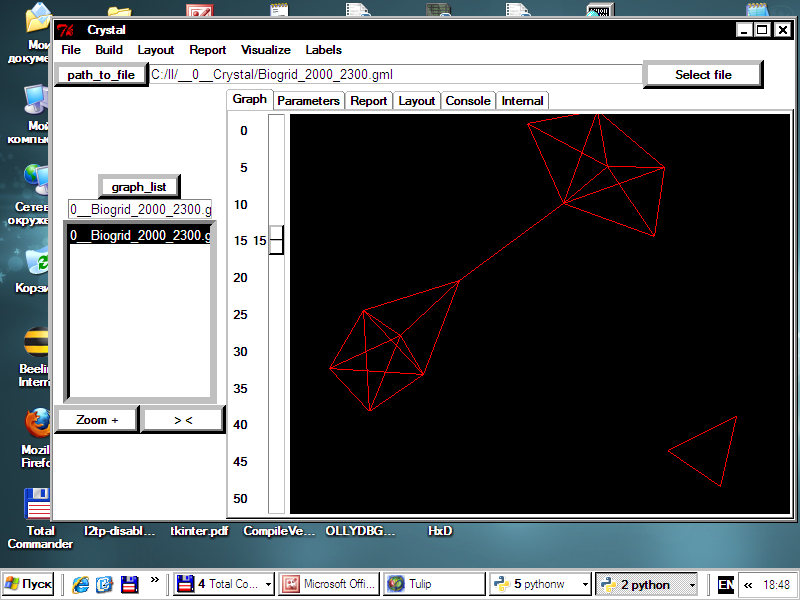 Crystal
File Build Layout Report Visualize Labels
path_to_file C:/II/__0__Crystal/Biogrid_2000_2300.gml Select file
Graph Parameters Report Layout Console Internal
graph_list
0__Biogrid_2000_2300.g
0__Biogrid_2000_2300.g
Zoom + > <
0
5
10
15 15
20
25
30
35
40
45
50
Мои
докуме
Мой
компью
Сетев
окруже
Корзи
Beelin
Intern
Mozil
Firefo
Total
Commander
l2tp-disabl... tkinter.pdf CompileVe... OLLYDBG... HxD
Пуск » 4 Total Co... Microsoft Offi... Tulip 5 pythonw 2 python EN « 18:48